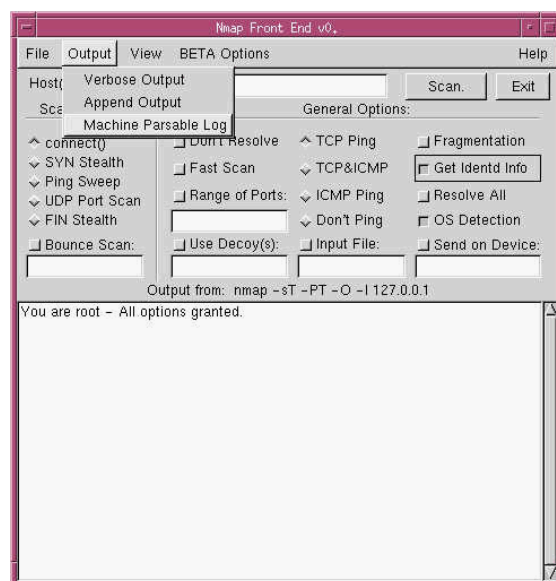 Nmap Front End v0.
File Output View BETA Options Help
Verbose Output
Append Output
Machine Parsable Log
Host(
Scan. Exit
Sca
General Options:
connect()
SYN Stealth
Ping Sweep
UDP Port Scan
FIN Stealth
Bounce Scan:
Don't Resolve
Fast Scan
Range of Ports:
Use Decoy(s):
TCP Ping
TCP&ICMP
ICMP Ping
Don't Ping
Input File:
Fragmentation
Get Identd Info
Resolve All
OS Detection
Send on Device:
Output from: nmap -sT -PT -O -I 127.0.0.1
You are root - All options granted.